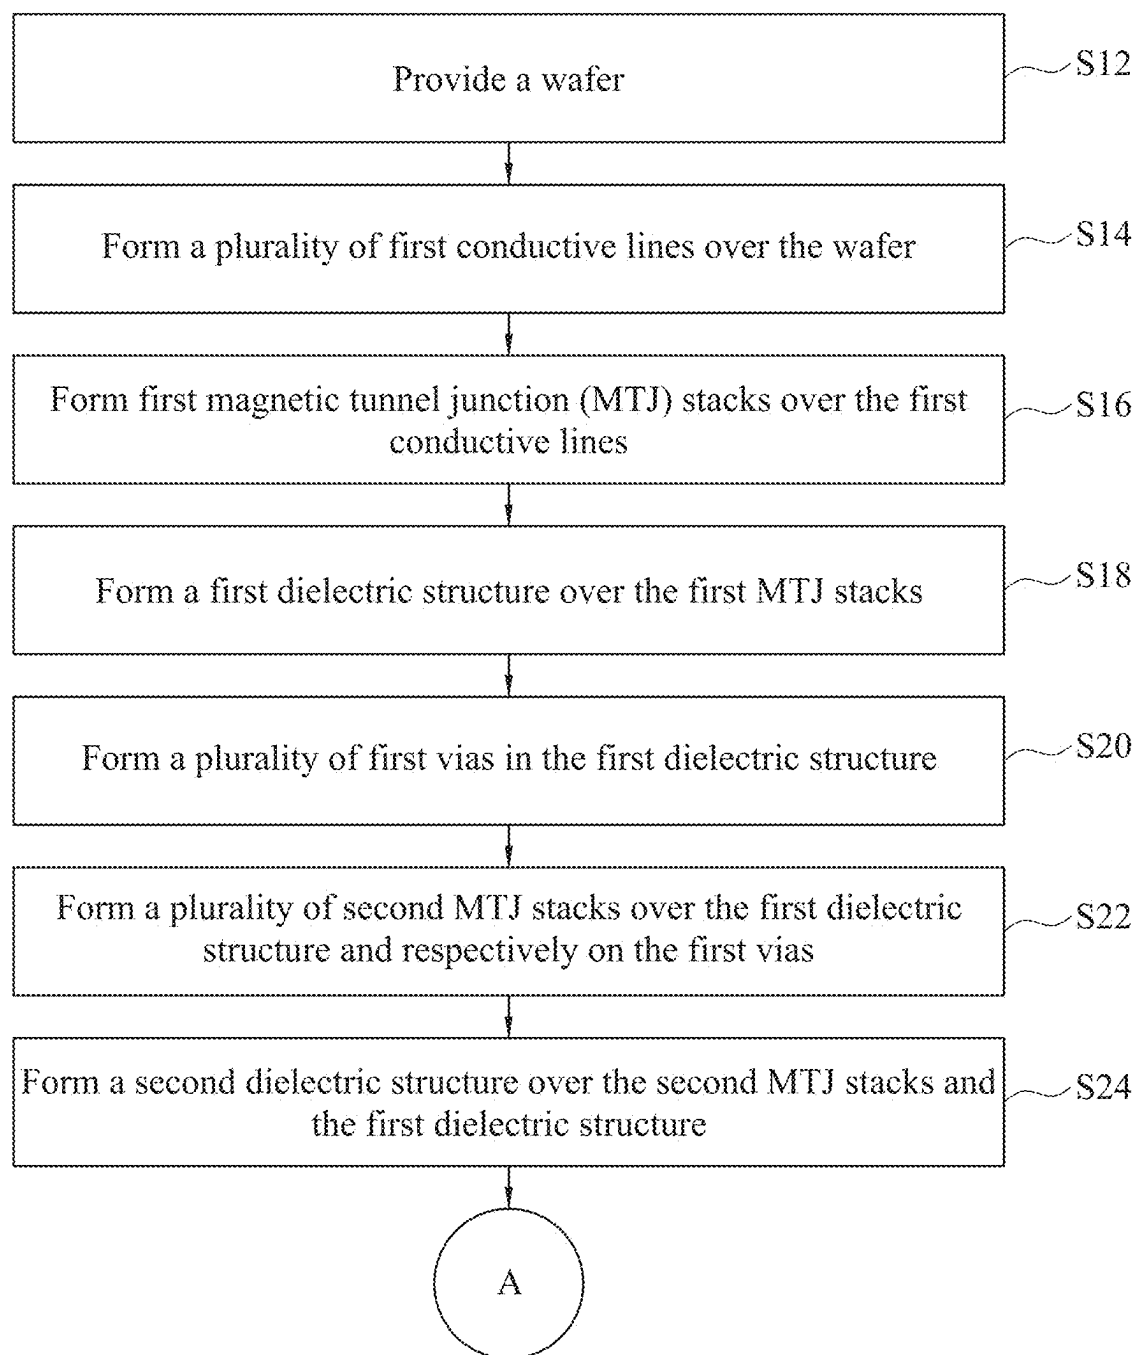 Provide a wafer
S12
Form a plurality of first conductive lines over the wafer
S14
Form first magnetic tunnel junction (MTJ) stacks over the first
conductive lines
S16
Form a first dielectric structure over the first MTJ stacks
S18
Form a plurality of first vias in the first dielectric structure
S20
Form a plurality of second MTJ stacks over the first dielectric
structure and respectively on the first vias
S22
Form a second dielectric structure over the second MTJ stacks and
the first dielectric structure
S24
A